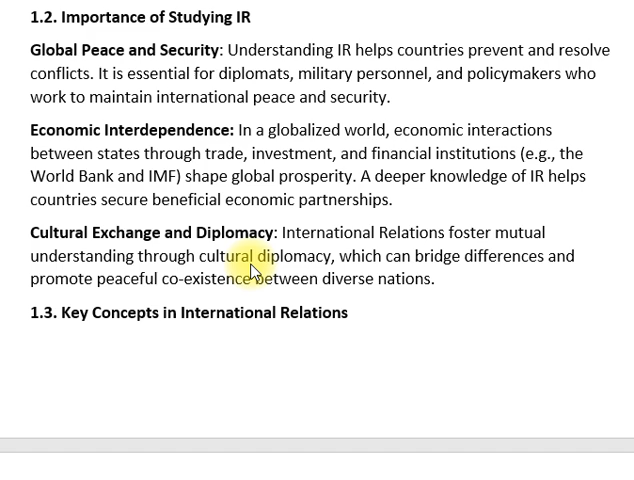 1.2. Importance of Studying IR
Global Peace and Security: Understanding IR helps countries prevent and resolve
conflicts. It is essential for diplomats, military personnel, and policymakers who
work to maintain international peace and security.
Economic Interdependence: In a globalized world, economic interactions
between states through trade, investment, and financial institutions (e.g., the
World Bank and IMF) shape global prosperity. A deeper knowledge of IR helps
countries secure beneficial economic partnerships.
Cultural Exchange and Diplomacy: International Relations foster mutual
understanding through cultural diplomacy, which can bridge differences and
promote peaceful co-existence between diverse nations.
1.3. Key Concepts in International Relations